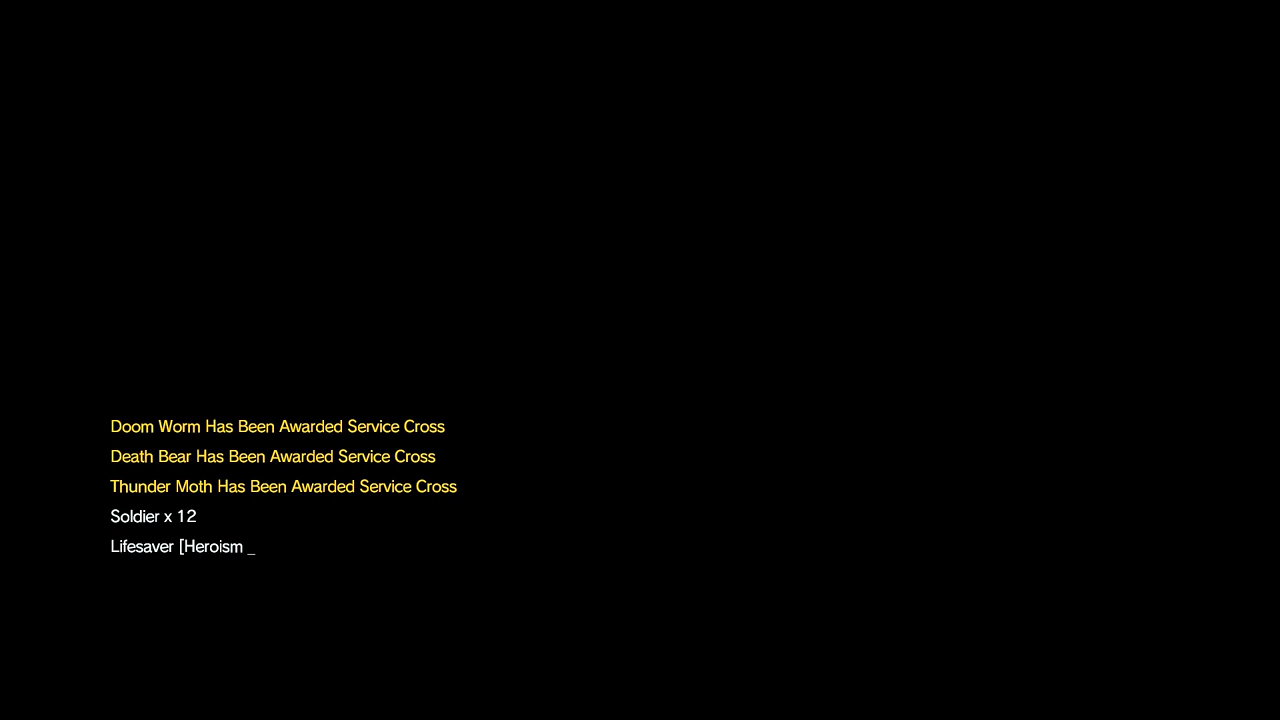 Doom Worm Has Been Awarded Service Cross
Death Bear Has Been Awarded Service Cross
Thunder Moth Has Been Awarded Service Cross
Soldier x 12
Lifesaver [Heroism _